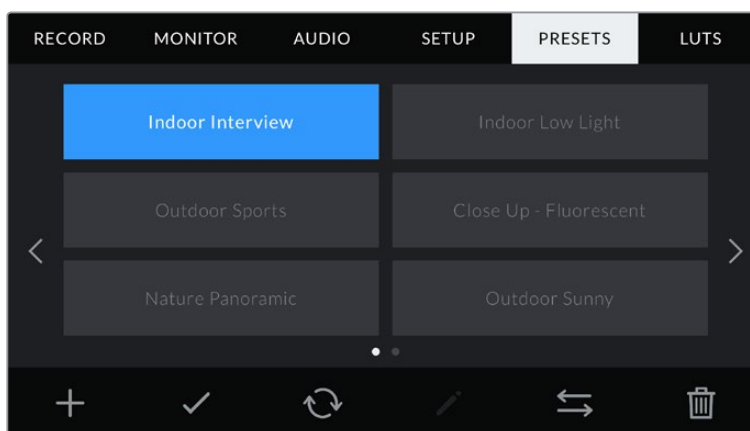 RECORD MONITOR AUDIO SETUP PRESETS LUTS
Indoor Interview Indoor Low Light
Outdoor Sports Close Up - Fluorescent
Nature Panoramic Outdoor Sunny